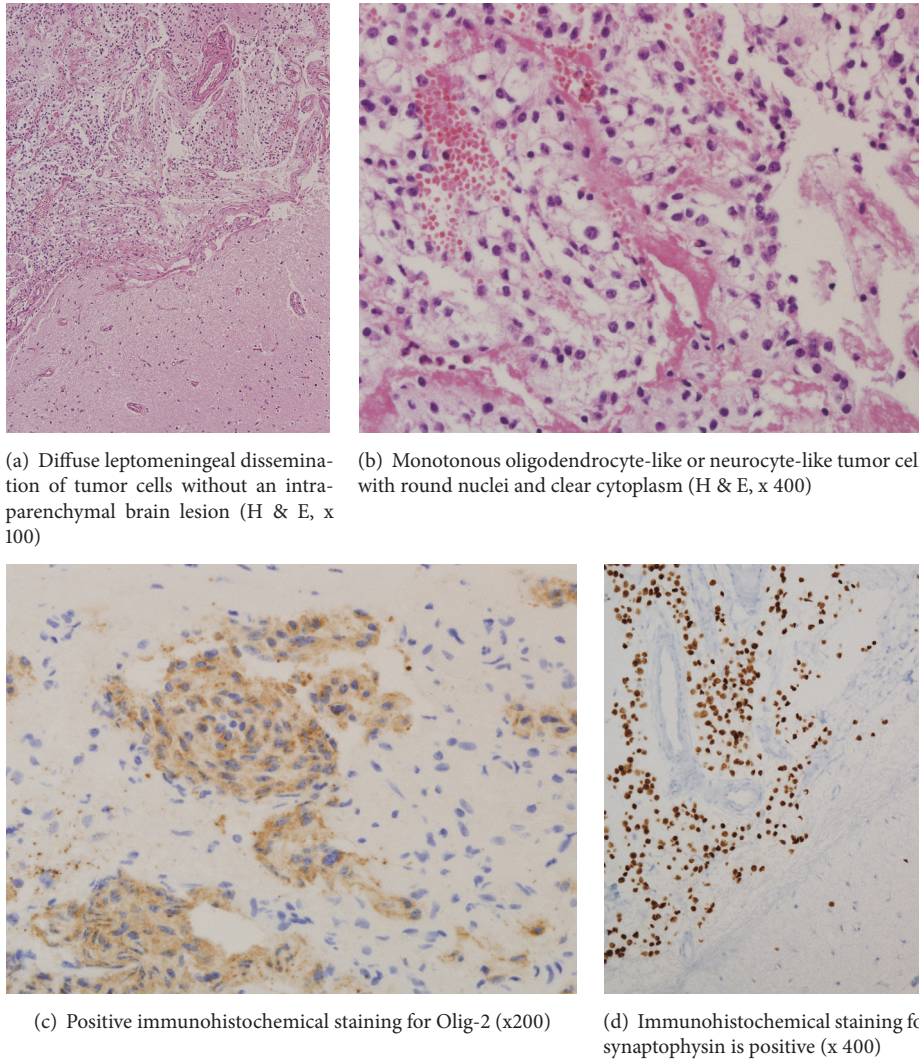 (a) Diffuse leptomeningeal dissemina-
tion of tumor cells without an intra-
parenchymal brain lesion (H & E, x
100)
(b) Monotonous oligodendrocyte-like or neurocyte-like tumor cell
with round nuclei and clear cytoplasm (H & E, x 400)
(c) Positive immunohistochemical staining for Olig-2 (x200)
(d) Immunohistochemical staining fo
synaptophysin is positive (x 400)